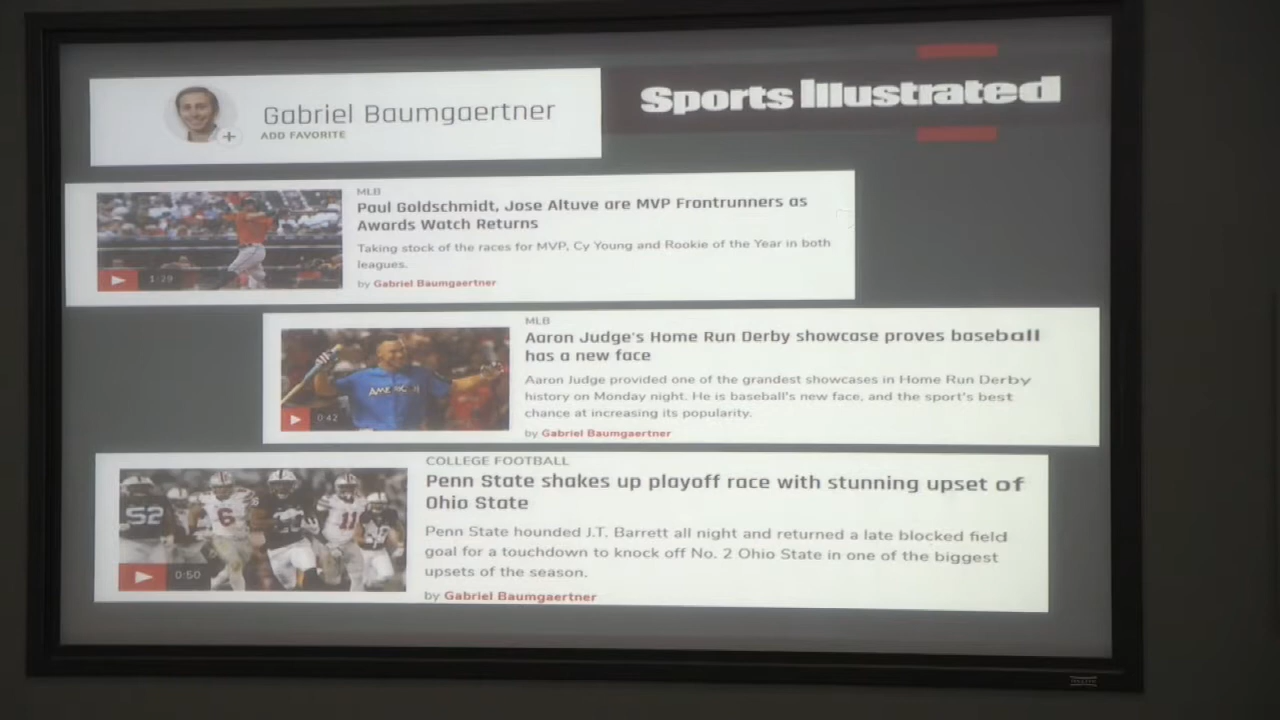 Gabriel Baumgaertner
ADD FAVORITE
Sports Illustrated
MLB
Paul Goldschmidt, Jose Altuve are MVP Frontrunners as
Awards Watch Returns
Taking stock of the races for MVP, Cy Young and Rookie of the Year in both
leagues.
by Gabriel Baumgaertner
1:29
MLB
Aaron Judge's Home Run Derby showcase proves baseball
has a new face
Aaron Judge provided one of the grandest showcases in Home Run Derby
history on Monday night. He is baseball's new face, and the sport's best
chance at increasing its popularity.
by Gabriel Baumgaertner
AMERICAN
0:42
COLLEGE FOOTBALL
Penn State shakes up playoff race with stunning upset of
Ohio State
Penn State hounded J.T. Barrett all night and returned a late blocked field
goal for a touchdown to knock off No. 2 Ohio State in one of the biggest
upsets of the season.
by Gabriel Baumgaertner
52
6
11
0:50